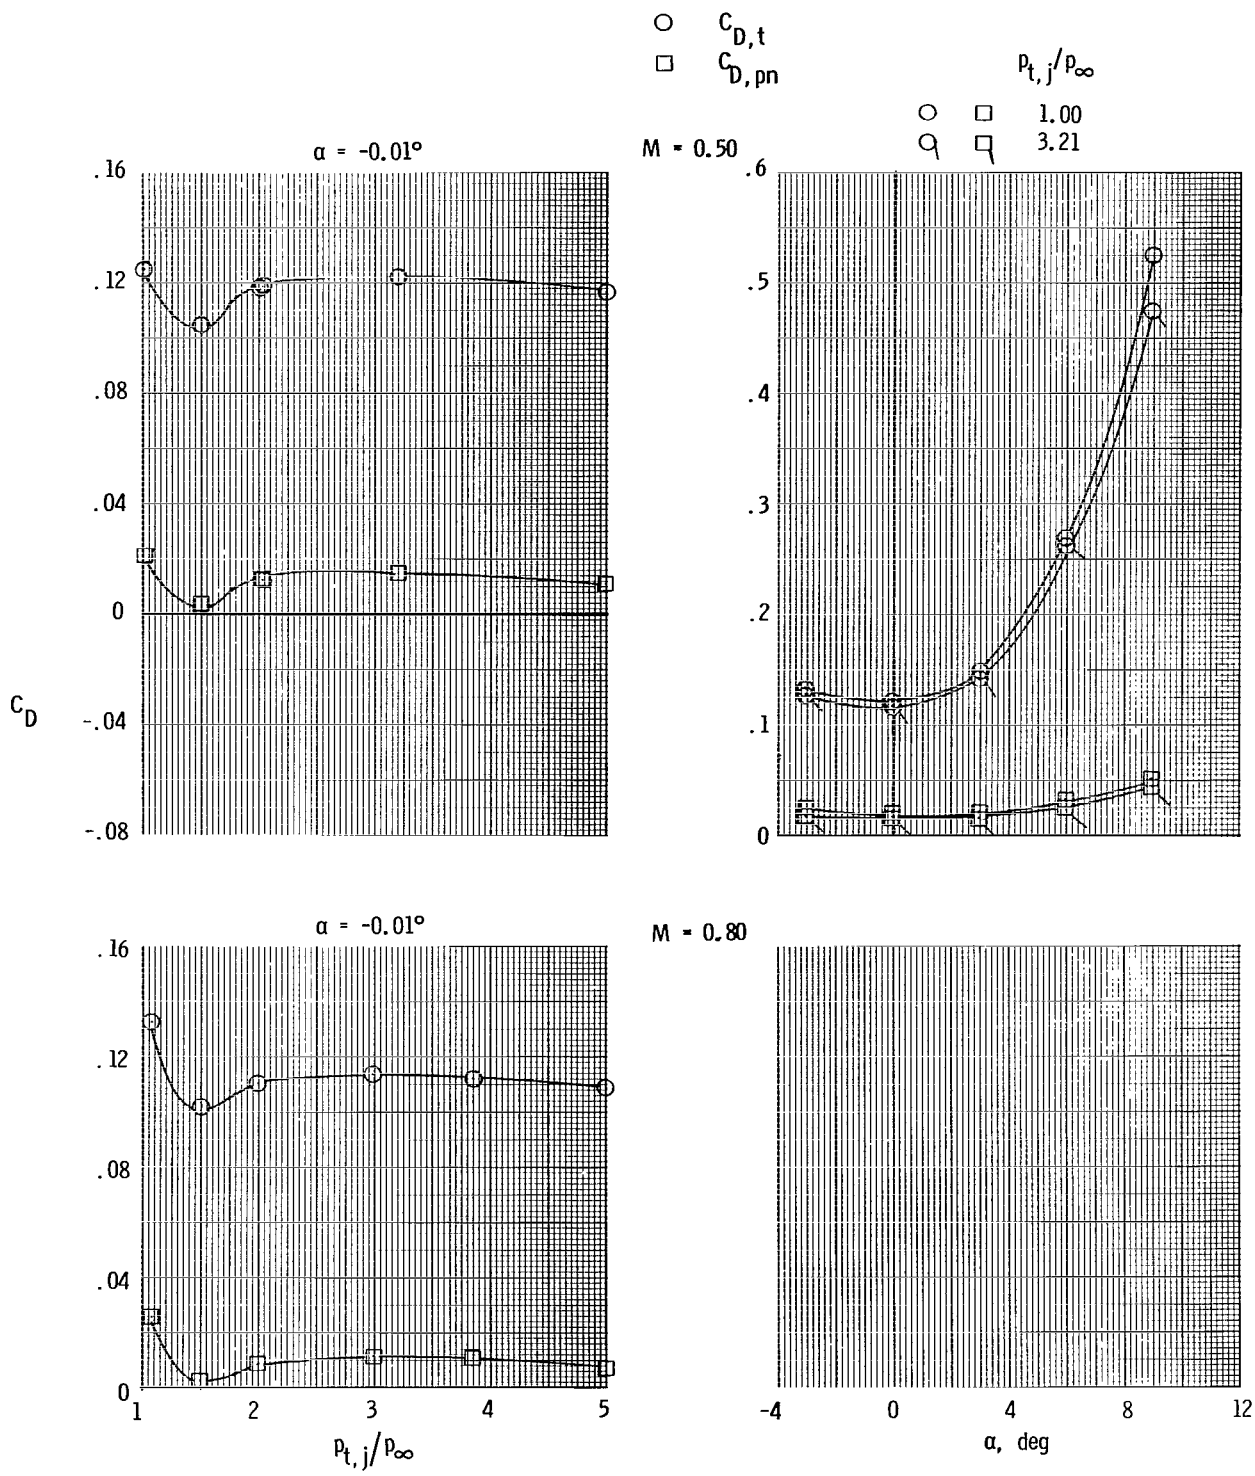 C_D,t
C_D,pn
p_t,j/p_∞
1.00
3.21
α = -0.01°
M = 0.50
.16
.12
.08
.04
0
-.04
-.08
C_D
.6
.5
.4
.3
.2
.1
0
α = -0.01°
M = 0.80
.16
.12
.08
.04
0
1 2 3 4 5
p_t,j/p_∞
-4 0 4 8 12
α, deg